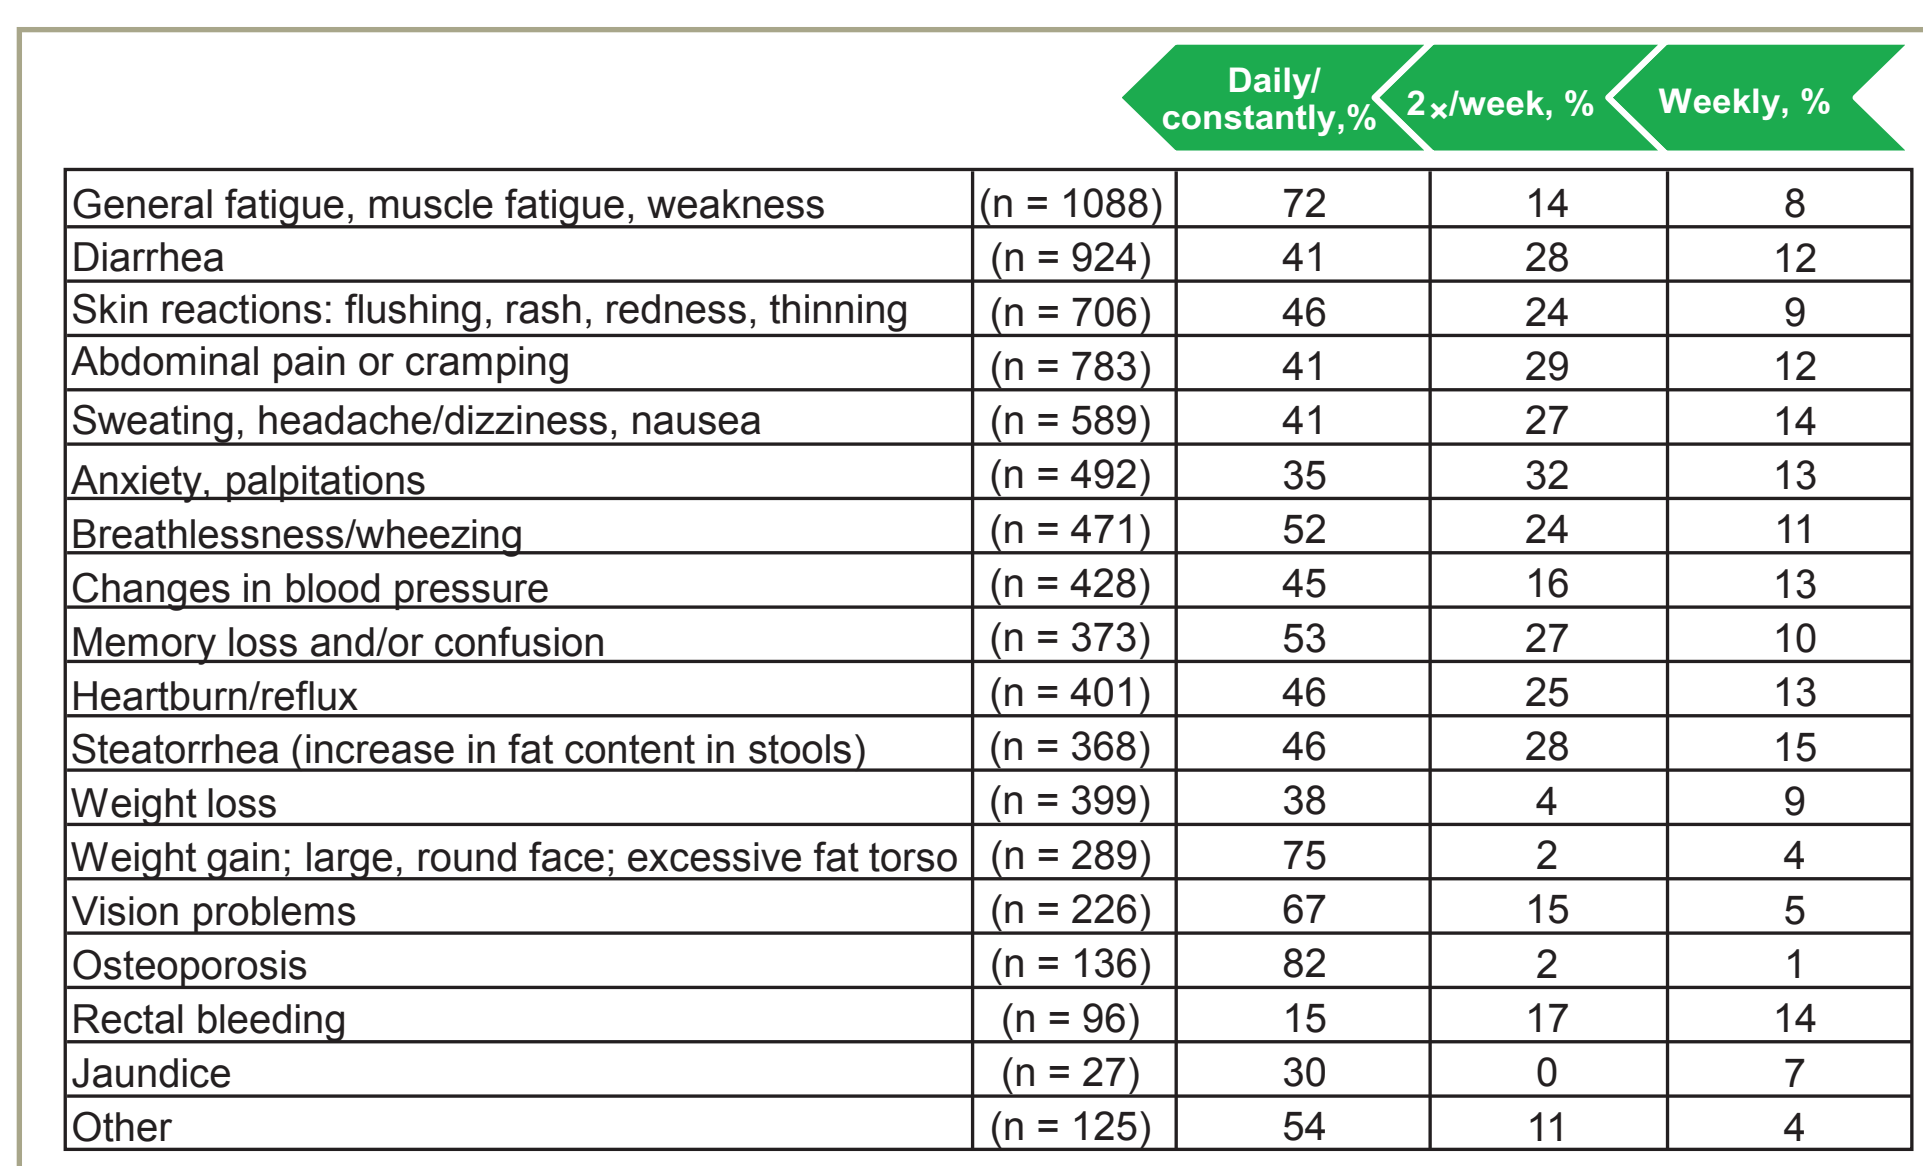 Daily/
constantly,% 2×/week, % Weekly, %
General fatigue, muscle fatigue, weakness (n = 1088) 72 14 8
Diarrhea (n = 924) 41 28 12
Skin reactions: flushing, rash, redness, thinning (n = 706) 46 24 9
Abdominal pain or cramping (n = 783) 41 29 12
Sweating, headache/dizziness, nausea (n = 589) 41 27 14
Anxiety, palpitations (n = 492) 35 32 13
Breathlessness/wheezing (n = 471) 52 24 11
Changes in blood pressure (n = 428) 45 16 13
Memory loss and/or confusion (n = 373) 53 27 10
Heartburn/reflux (n = 401) 46 25 13
Steatorrhea (increase in fat content in stools) (n = 368) 46 28 15
Weight loss (n = 399) 38 4 9
Weight gain; large, round face; excessive fat torso (n = 289) 75 2 4
Vision problems (n = 226) 67 15 5
Osteoporosis (n = 136) 82 2 1
Rectal bleeding (n = 96) 15 17 14
Jaundice (n = 27) 30 0 7
Other (n = 125) 54 11 4